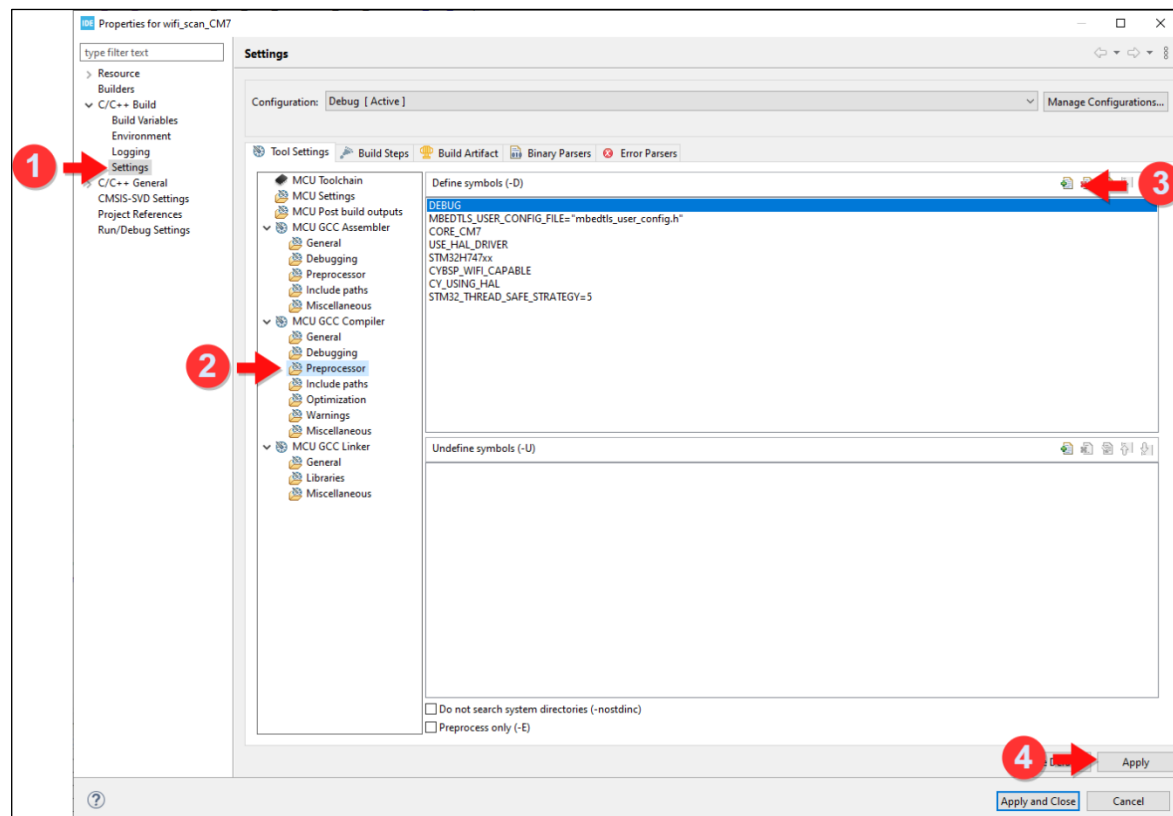 IDE Properties for wifi_scan_CM7
type filter text
Resource
Builders
C/C++ Build
Build Variables
Environment
Logging
Settings
C/C++ General
CMSIS-SVD Settings
Project References
Run/Debug Settings
1
Settings
Configuration: Debug [ Active ] Manage Configurations...
Tool Settings Build Steps Build Artifact Binary Parsers Error Parsers
MCU Toolchain
MCU Settings
MCU Post build outputs
MCU GCC Assembler
General
Debugging
Preprocessor
Include paths
Miscellaneous
MCU GCC Compiler
General
Debugging
2 Preprocessor
Include paths
Optimization
Warnings
Miscellaneous
MCU GCC Linker
General
Libraries
Miscellaneous
Define symbols (-D) 3
DEBUG
MBEDTLS_USER_CONFIG_FILE="mbedtls_user_config.h"
CORE_CM7
USE_HAL_DRIVER
STM32H747xx
CYBSP_WIFI_CAPABLE
CY_USING_HAL
STM32_THREAD_SAFE_STRATEGY=5
Undefine symbols (-U)
Do not search system directories (-nostdinc)
Preprocess only (-E)
4 Apply
? Apply and Close Cancel